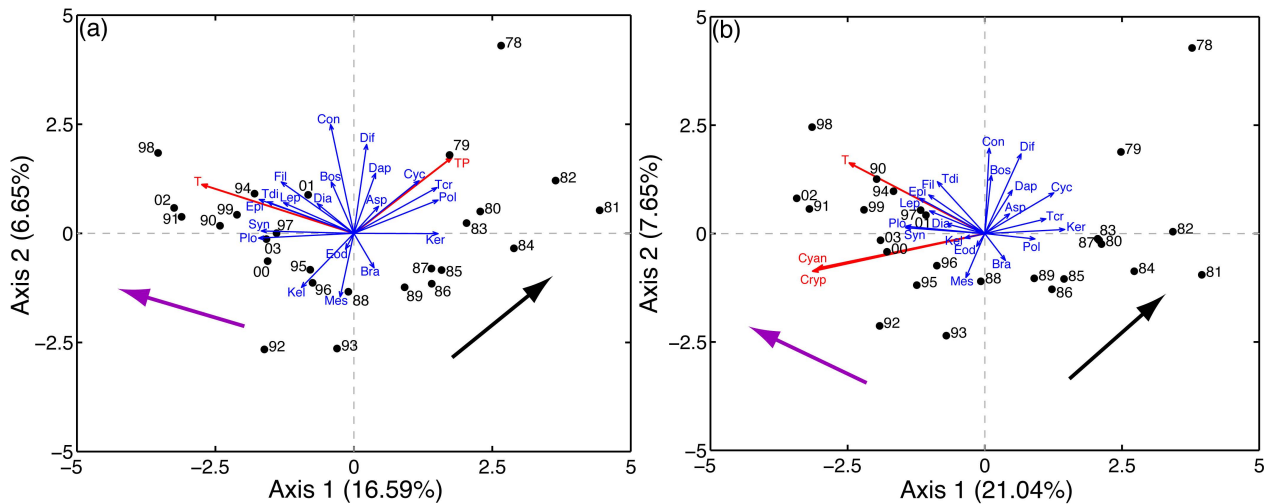 (a)
5
2.5
0
−2.5
−5
−5
−2.5
0
2.5
5
Axis 1 (16.59%)
Axis 2 (6.65%)
78
79
TP
82
81
80
83
84
87
85
86
89
88
98
02
91
90
99
94
01
97
03
00
95
96
92
93
T
Con
Dif
Fil
Bos
Dap
Cyc
Tcr
Pol
Tdi
Lep
Dia
Asp
Epi
Syn
Plo
Ker
Eod
Bra
Kel
Mes
(b)
5
2.5
0
−2.5
−5
−5
−2.5
0
2.5
5
Axis 1 (21.04%)
Axis 2 (7.65%)
78
79
98
90
94
02
91
99
97
01
03
00
96
95
88
92
93
83
87
80
82
84
81
89
85
86
T
Con
Dif
Tdi
Fil
Bos
Epi
Lep
Dop
Cyc
Asp
Tcr
Ker
Pol
Dia
Syn
Kel
Eod
Bra
Mes
Cyan
Cryp